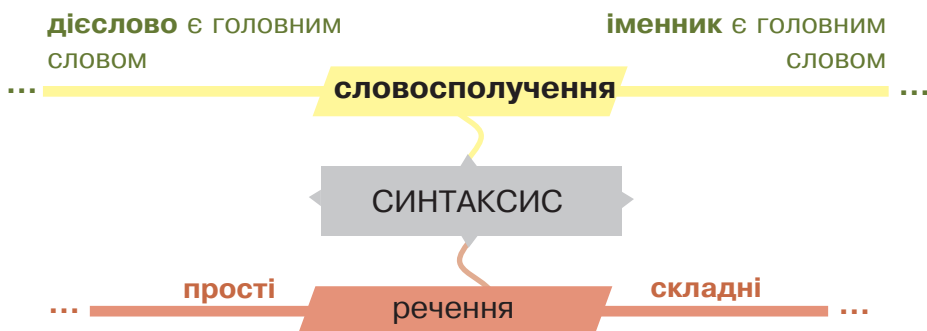 дієслово є головним
словом
іменник є головним
словом
... словосполучення ...
СИНТАКСИС
прості складні
... речення ...